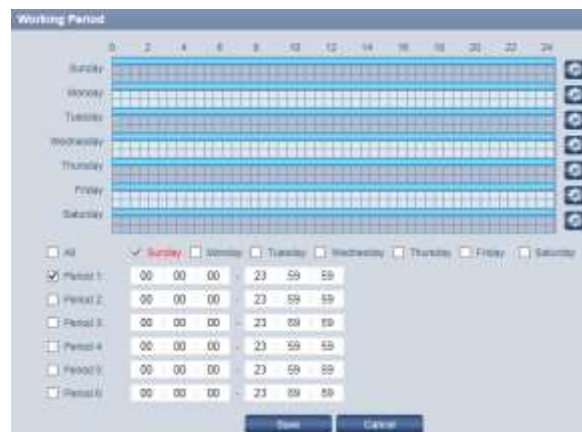 Working Period
0 2 4 6 8 10 12 14 16 18 20 22 24
Sunday
Monday
Tuesday
Wednesday
Thursday
Friday
Saturday
All Sunday Monday Tuesday Wednesday Thursday Friday Saturday
Period 1 00 00 00 - 23 59 59
Period 2 00 00 00 - 23 59 59
Period 3 00 00 00 - 23 59 59
Period 4 00 00 00 - 23 59 59
Period 5 00 00 00 - 23 59 59
Period 6 00 00 00 - 23 59 59
Save Cancel